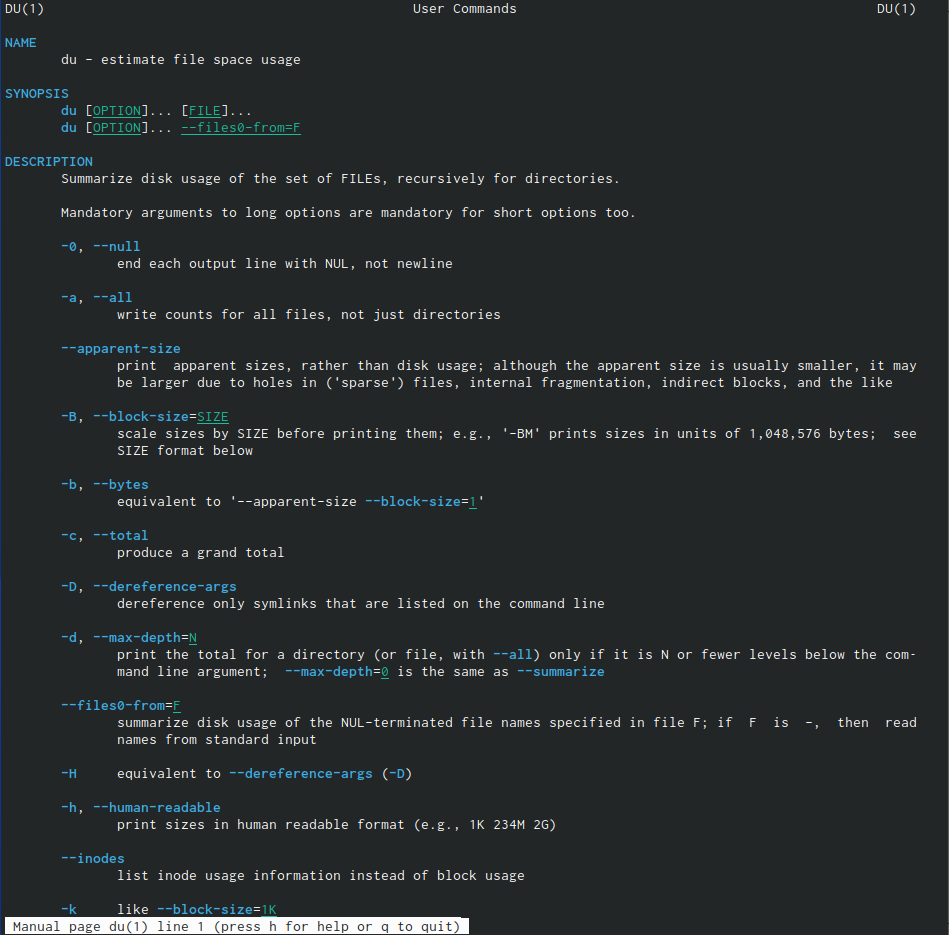 DU(1) User Commands DU(1)
NAME
du - estimate file space usage
SYNOPSIS
du [OPTION]... [FILE]...
du [OPTION]... --files0-from=F
DESCRIPTION
Summarize disk usage of the set of FILEs, recursively for directories.
Mandatory arguments to long options are mandatory for short options too.
-0, --null
end each output line with NUL, not newline
-a, --all
write counts for all files, not just directories
--apparent-size
print apparent sizes, rather than disk usage; although the apparent size is usually smaller, it may
be larger due to holes in ('sparse') files, internal fragmentation, indirect blocks, and the like
-B, --block-size=SIZE
scale sizes by SIZE before printing them; e.g., '-BM' prints sizes in units of 1,048,576 bytes; see
SIZE format below
-b, --bytes
equivalent to '--apparent-size --block-size=1'
-c, --total
produce a grand total
-D, --dereference-args
dereference only symlinks that are listed on the command line
-d, --max-depth=N
print the total for a directory (or file, with --all) only if it is N or fewer levels below the com-
mand line argument; --max-depth=0 is the same as --summarize
--files0-from=F
summarize disk usage of the NUL-terminated file names specified in file F; if F is -, then read
names from standard input
-H equivalent to --dereference-args (-D)
-h, --human-readable
print sizes in human readable format (e.g., 1K 234M 2G)
--inodes
list inode usage information instead of block usage
-k like --block-size=1K
Manual page du(1) line 1 (press h for help or q to quit)